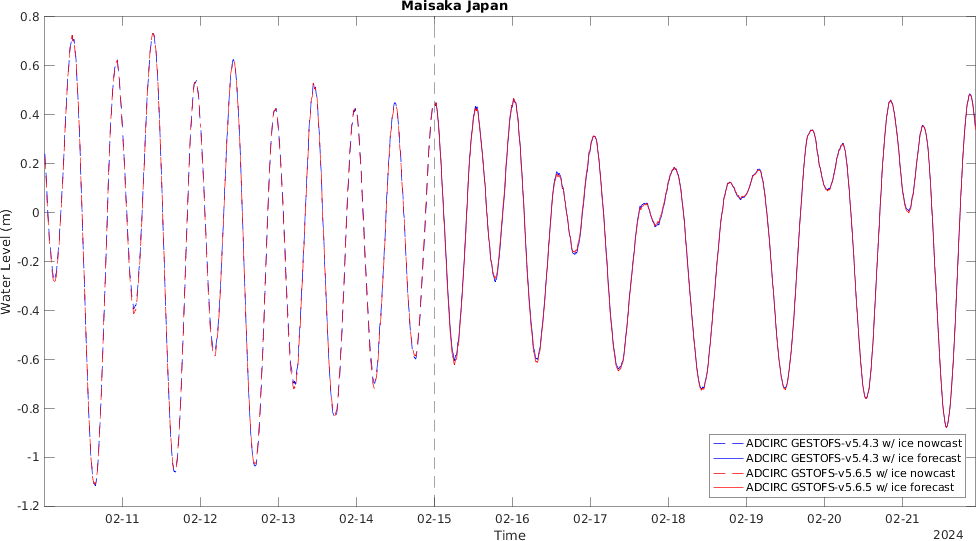 Maisaka Japan
0.8
0.6
0.4
0.2
0
-0.2
-0.4
-0.6
-0.8
-1
-1.2
Water Level (m)
ADCIRC GESTOFS-v5.4.3 w/ ice nowcast
ADCIRC GESTOFS-v5.4.3 w/ ice forecast
ADCIRC GSTOFS-v5.6.5 w/ ice nowcast
ADCIRC GSTOFS-v5.6.5 w/ ice forecast
02-11 02-12 02-13 02-14 02-15 02-16 02-17 02-18 02-19 02-20 02-21
Time
2024